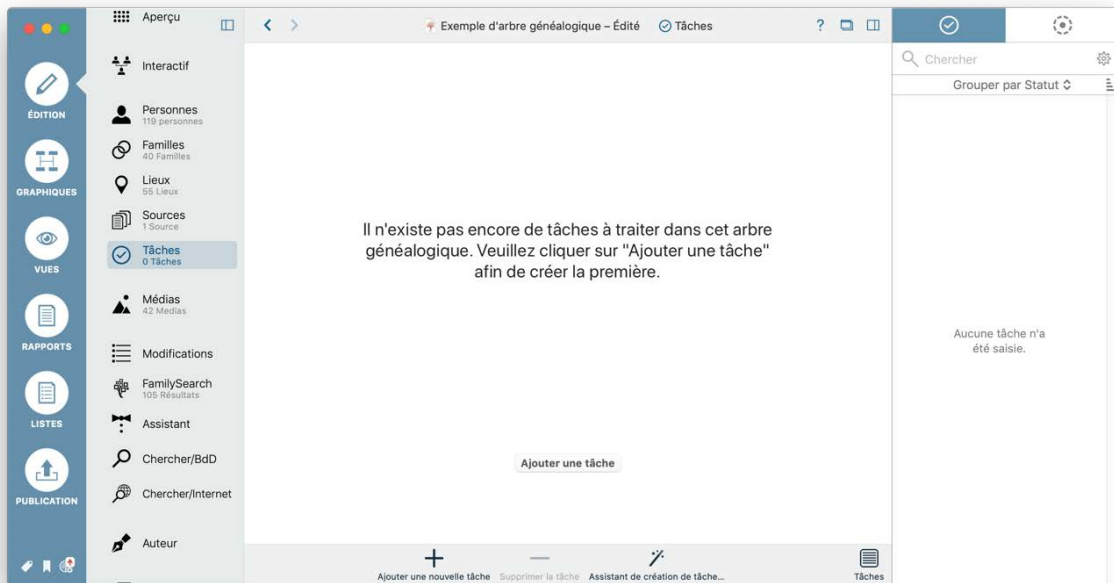 Exemple d'arbre généalogique – Édité
Tâches
?
ÉDITION
GRAPHIQUES
VUES
RAPPORTS
LISTES
PUBLICATION
Aperçu
Interactif
Personnes
119 personnes
Familles
40 Familles
Lieux
55 Lieux
Sources
1 Source
Tâches
0 Tâches
Médias
42 Medias
Modifications
FamilySearch
105 Résultats
Assistant
Chercher/BdD
Chercher/Internet
Auteur
Il n'existe pas encore de tâches à traiter dans cet arbre
généalogique. Veuillez cliquer sur "Ajouter une tâche"
afin de créer la première.
Ajouter une tâche
Ajouter une nouvelle tâche
Supprimer la tâche
Assistant de création de tâche...
Tâches
Chercher
Grouper par Statut
Aucune tâche n'a
été saisie.